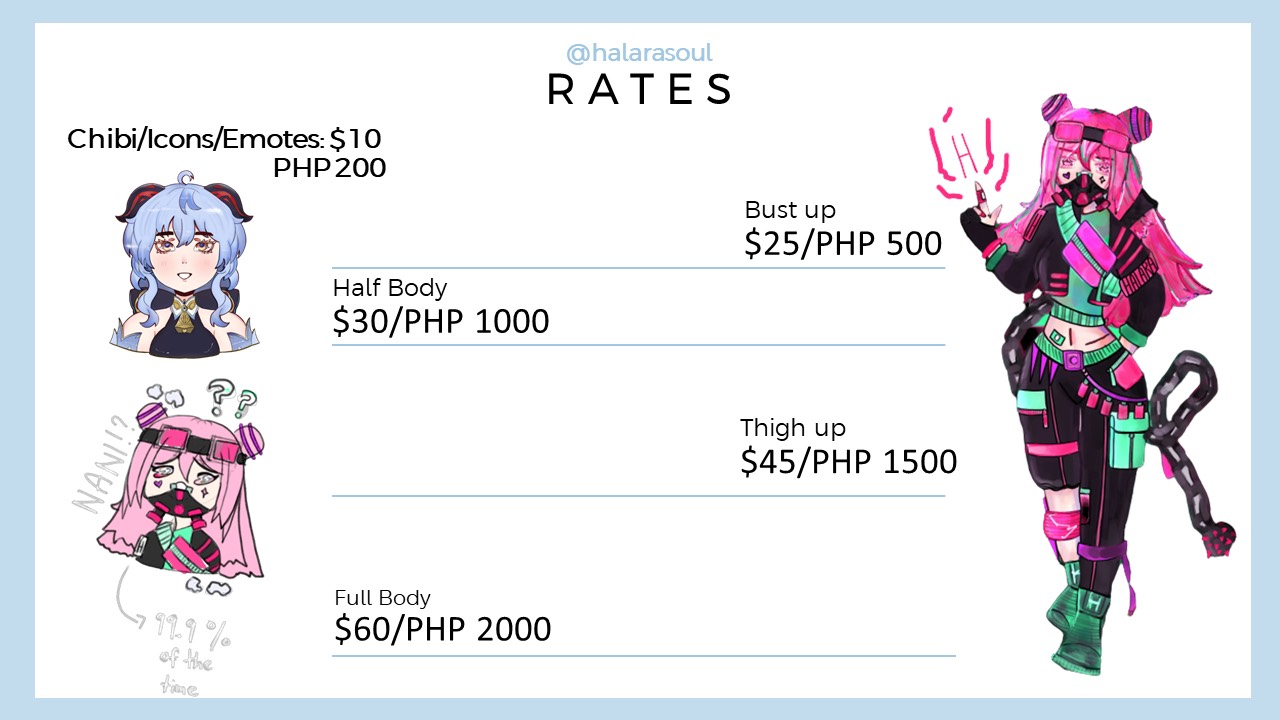 @halarasoul
RATES
Chibi/Icons/Emotes: $10
PHP 200
Bust up
$25/PHP 500
Half Body
$30/PHP 1000
Thigh up
$45/PHP 1500
Full Body
$60/PHP 2000
NANI!?
??
99.9%
of the
time
H
H
H